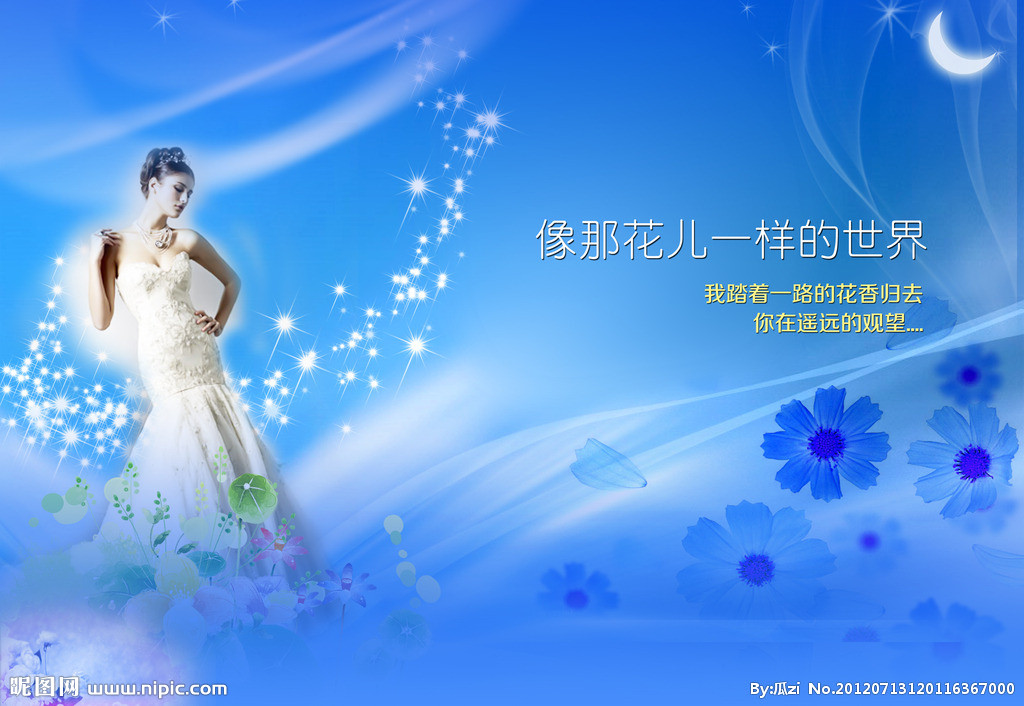 像那花儿一样的世界
我踏着一路的花香归去
你在遥远的观望....
昵图网 www.nipic.com
By:瓜zi No.20120713120116367000